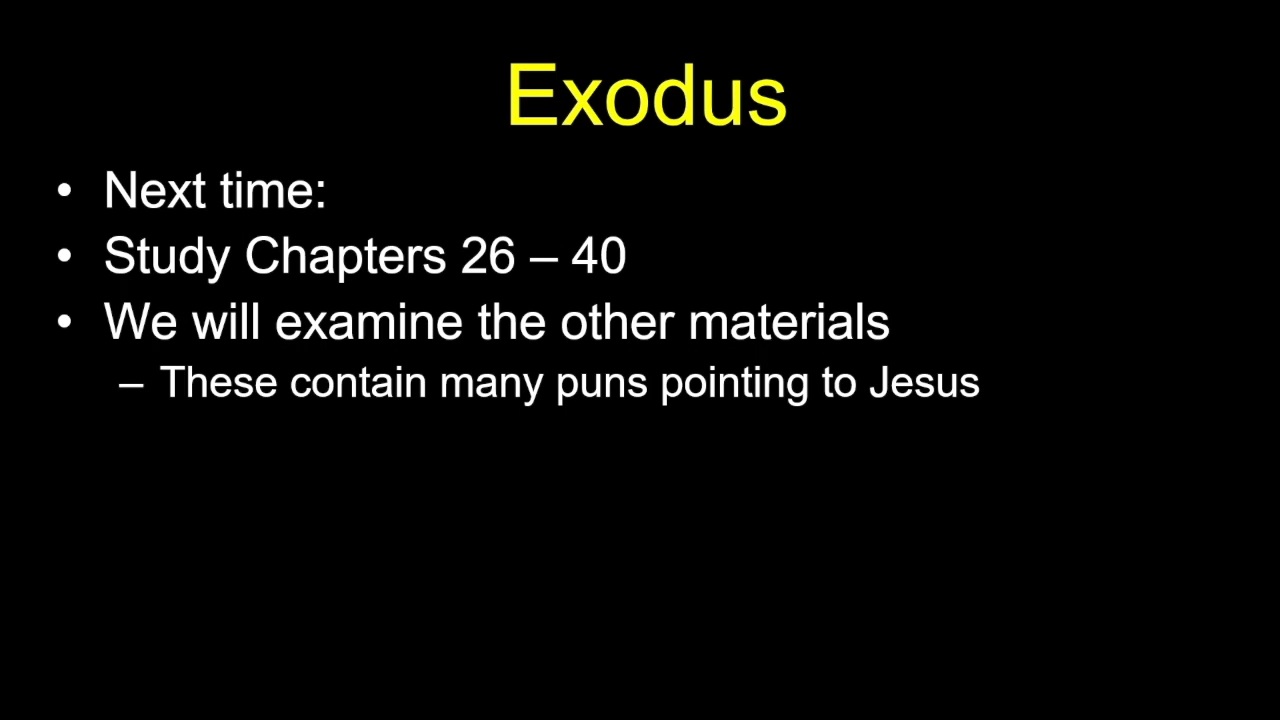 Exodus
• Next time:
• Study Chapters 26 – 40
• We will examine the other materials
– These contain many puns pointing to Jesus